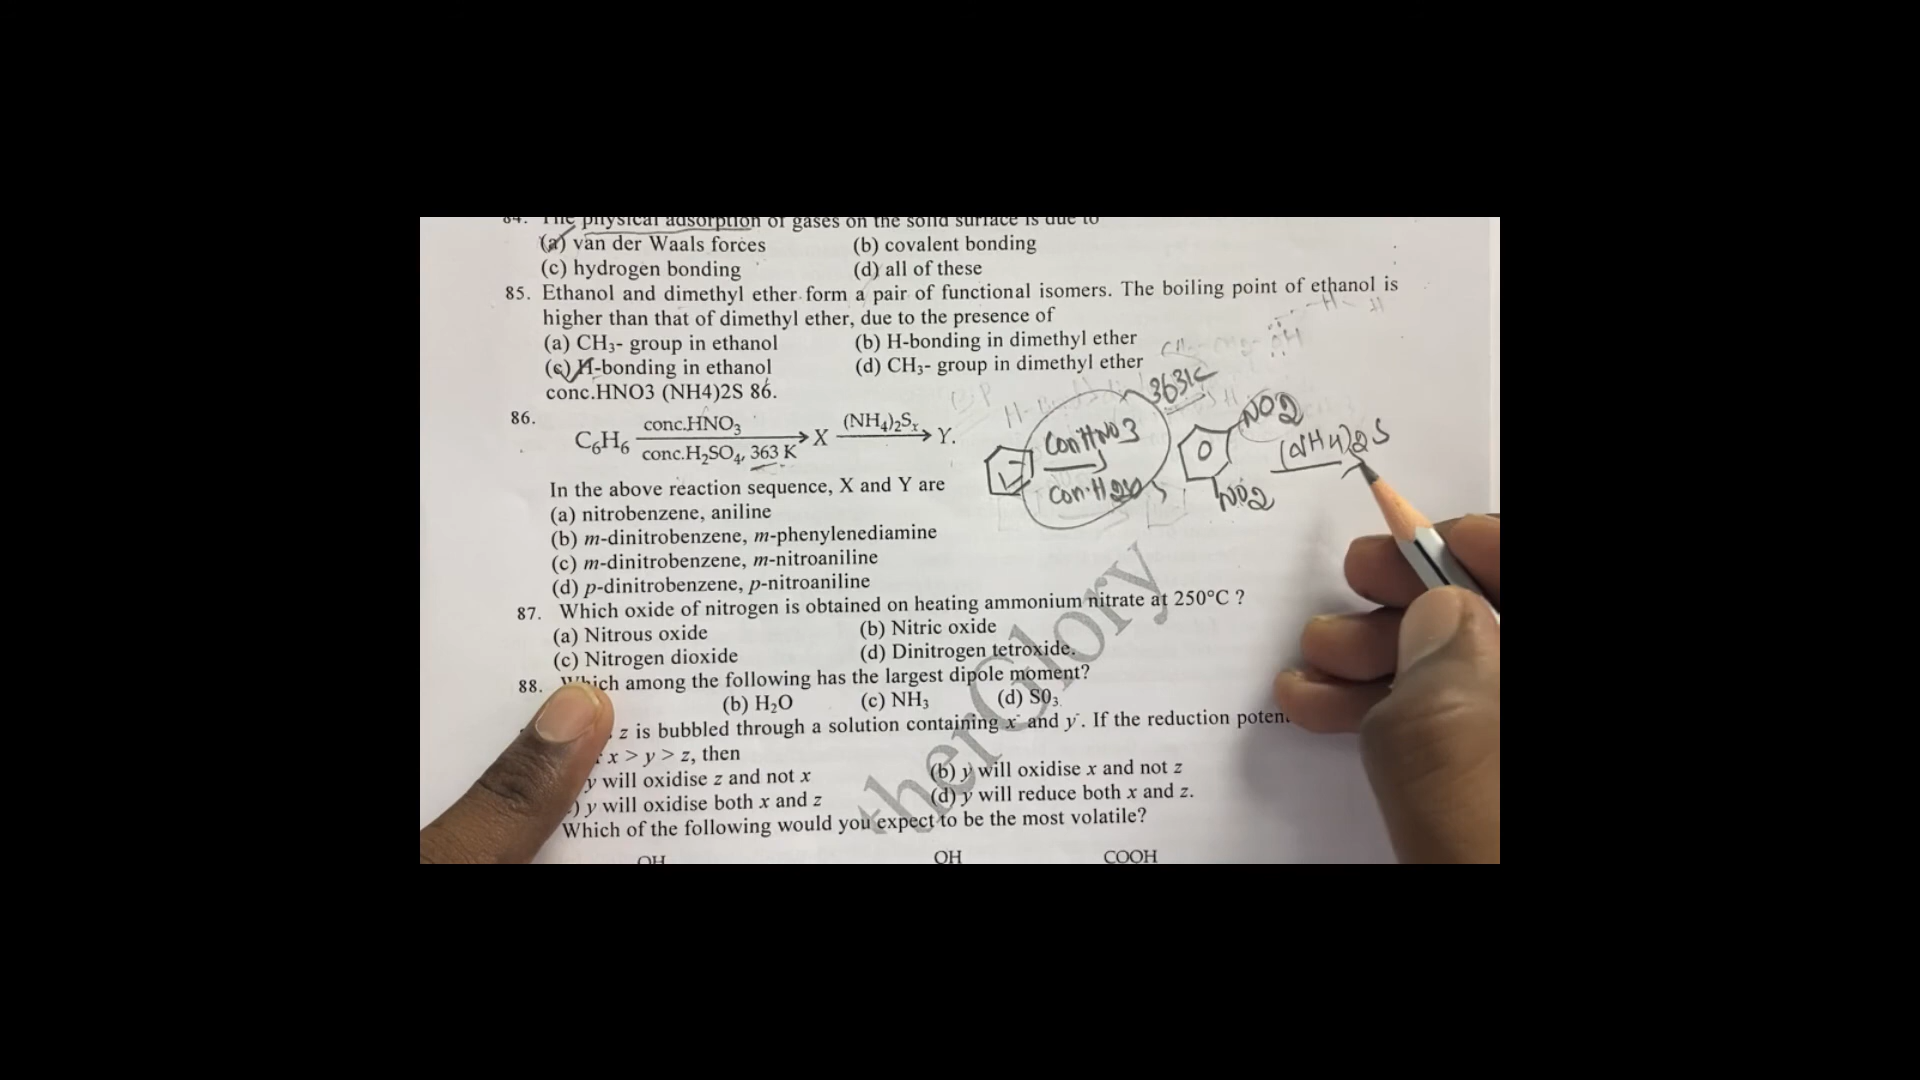 84. The physical adsorption of gases on the solid surface is due to
(a) van der Waals forces (b) covalent bonding
(c) hydrogen bonding (d) all of these
85. Ethanol and dimethyl ether form a pair of functional isomers. The boiling point of ethanol is
higher than that of dimethyl ether, due to the presence of
(a) CH₃- group in ethanol (b) H-bonding in dimethyl ether
(c) H-bonding in ethanol (d) CH₃- group in dimethyl ether
conc.HNO3 (NH4)2S 86.
86. C₆H₆ conc.HNO₃ conc.H₂SO₄, 363 K → X (NH₄)₂Sₓ → Y.
363K
Con HNO3
Con.H2S
NO2
NO2
(NH4)2S
In the above reaction sequence, X and Y are
(a) nitrobenzene, aniline
(b) m-dinitrobenzene, m-phenylenediamine
(c) m-dinitrobenzene, m-nitroaniline
(d) p-dinitrobenzene, p-nitroaniline
87. Which oxide of nitrogen is obtained on heating ammonium nitrate at 250°C ?
(a) Nitrous oxide (b) Nitric oxide
(c) Nitrogen dioxide (d) Dinitrogen tetroxide.
88. Which among the following has the largest dipole moment?
(b) H₂O (c) NH₃ (d) S0₃.
z is bubbled through a solution containing x⁻ and y⁻. If the reduction
x > y > z, then
y will oxidise z and not x (b) y will oxidise x and not z
) y will oxidise both x and z (d) y will reduce both x and z.
Which of the following would you expect to be the most volatile?
OH OH COOH
therGlory